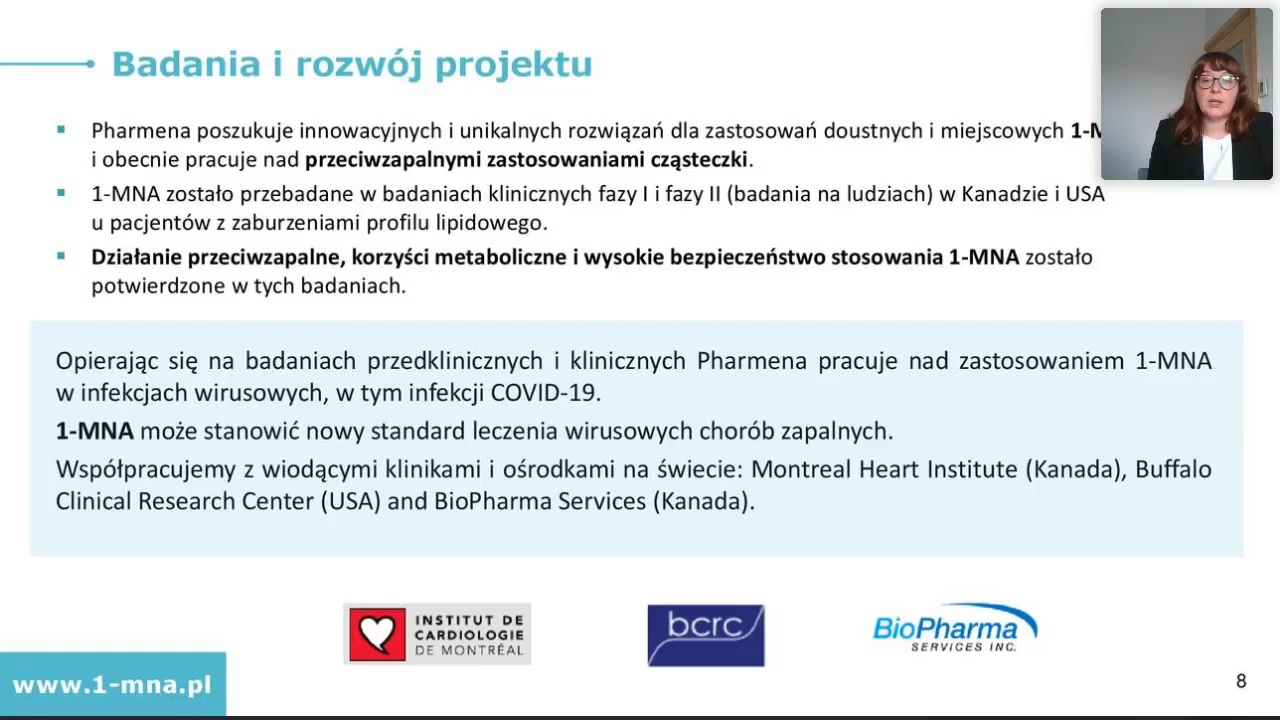 Badania i rozwój projektu
Pharmena poszukuje innowacyjnych i unikalnych rozwiązań dla zastosowań doustnych i miejscowych
i obecnie pracuje nad przeciwzapalnymi zastosowaniami cząsteczki.
1-MNA zostało przebadane w badaniach klinicznych fazy I i fazy II (badania na ludziach) w Kanadzie i USA
u pacjentów z zaburzeniami profilu lipidowego.
Działanie przeciwzapalne, korzyści metaboliczne i wysokie bezpieczeństwo stosowania 1-MNA zostało
potwierdzone w tych badaniach.
Opierając się na badaniach przedklinicznych i klinicznych Pharmena pracuje nad zastosowaniem 1-MNA
w infekcjach wirusowych, w tym infekcji COVID-19.
1-MNA może stanowić nowy standard leczenia wirusowych chorób zapalnych.
Współpracujemy z wiodącymi klinikami i ośrodkami na świecie: Montreal Heart Institute (Kanada), Buffalo
Clinical Research Center (USA) and BioPharma Services (Kanada).
INSTITUT DE
CARDIOLOGIE
DE MONTRÉAL
bcrc
BioPharma
SERVICES INC.
www.1-mna.pl
8